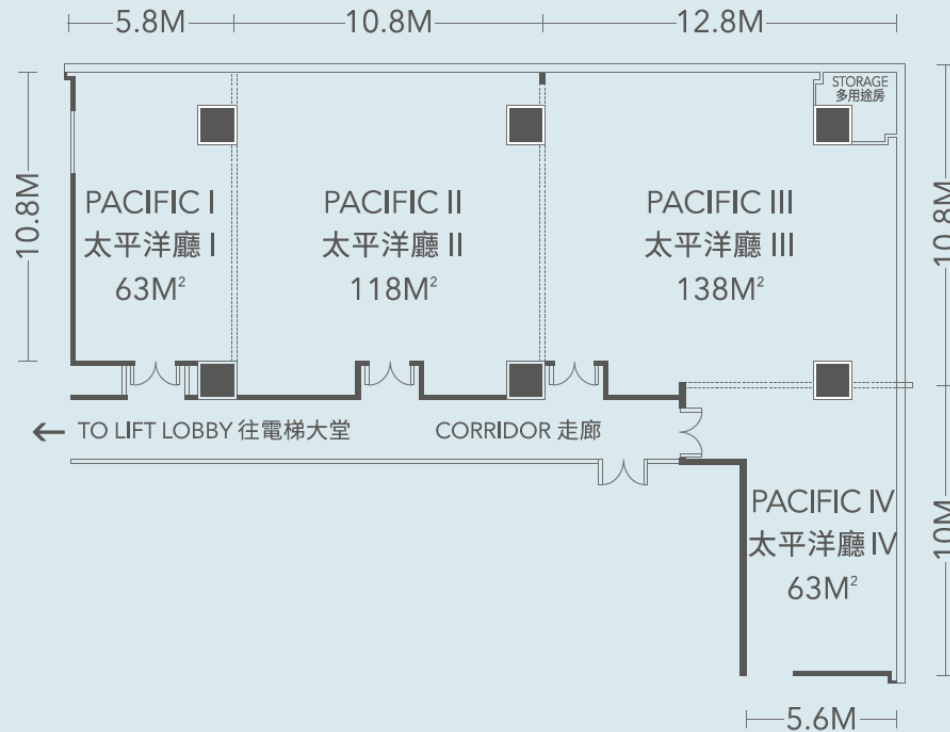 5.8M
10.8M
12.8M
STORAGE
多用途房
10.8M
10.8M
PACIFIC I
太平洋廳 I
63M²
PACIFIC II
太平洋廳 II
118M²
PACIFIC III
太平洋廳 III
138M²
← TO LIFT LOBBY 往電梯大堂
CORRIDOR 走廊
PACIFIC IV
太平洋廳 IV
63M²
10M
5.6M